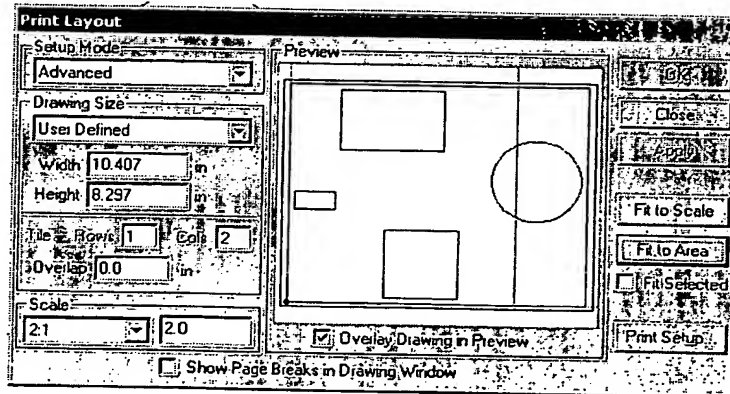 Print Layout
Setup Mode
Advanced
Drawing Size
User Defined
Width 10.407 in
Height 8.297 in
Tile Rows 1 Cols 2
Overlap 0.0 in
Scale
2:1 2.0
Preview
Overlay Drawing in Preview
Show Page Breaks in Drawing Window
OK
Close
Apply
Fit to Scale
Fit to Area
Fit Selected
Print Setup...